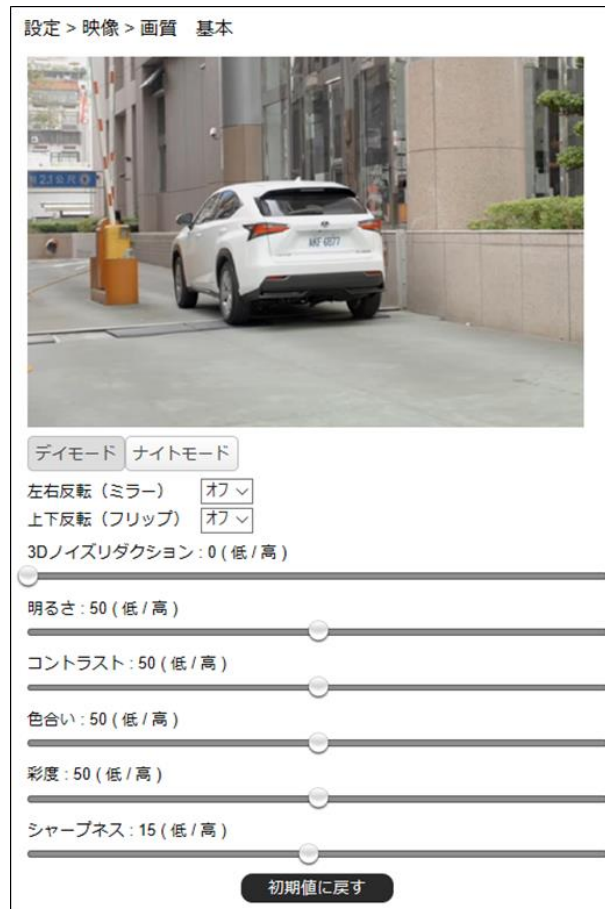 設定 > 映像 > 画質　基本
2.1公尺
デイモード ナイトモード
左右反転（ミラー） オフ
上下反転（フリップ） オフ
3Dノイズリダクション : 0 ( 低 / 高 )
明るさ : 50 ( 低 / 高 )
コントラスト : 50 ( 低 / 高 )
色合い : 50 ( 低 / 高 )
彩度 : 50 ( 低 / 高 )
シャープネス : 15 ( 低 / 高 )
初期値に戻す